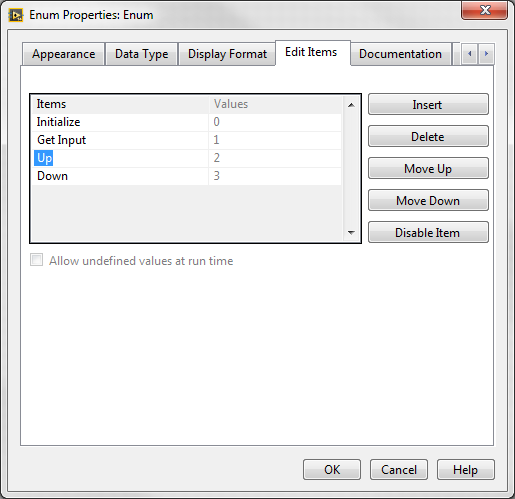 Enum Properties: Enum
Appearance Data Type Display Format Edit Items Documentation
Items Values
Initialize 0
Get Input 1
Up 2
Down 3
Insert
Delete
Move Up
Move Down
Disable Item
Allow undefined values at run time
OK Cancel Help